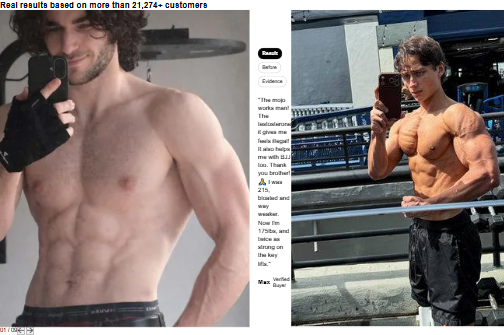 Real results based on more than 21,274+ customers
Result
Before
Evidence
"The mojo
works man!
The
testosterone
it gives me
feels illegal!
It also helps
me with BJJ
too. Thank
you brother!
🙏 I was
215,
bloated and
way
weaker.
Now I'm
175lbs, and
twice as
strong on
the key
lifts."
Max Verified
Buyer
01 / 09